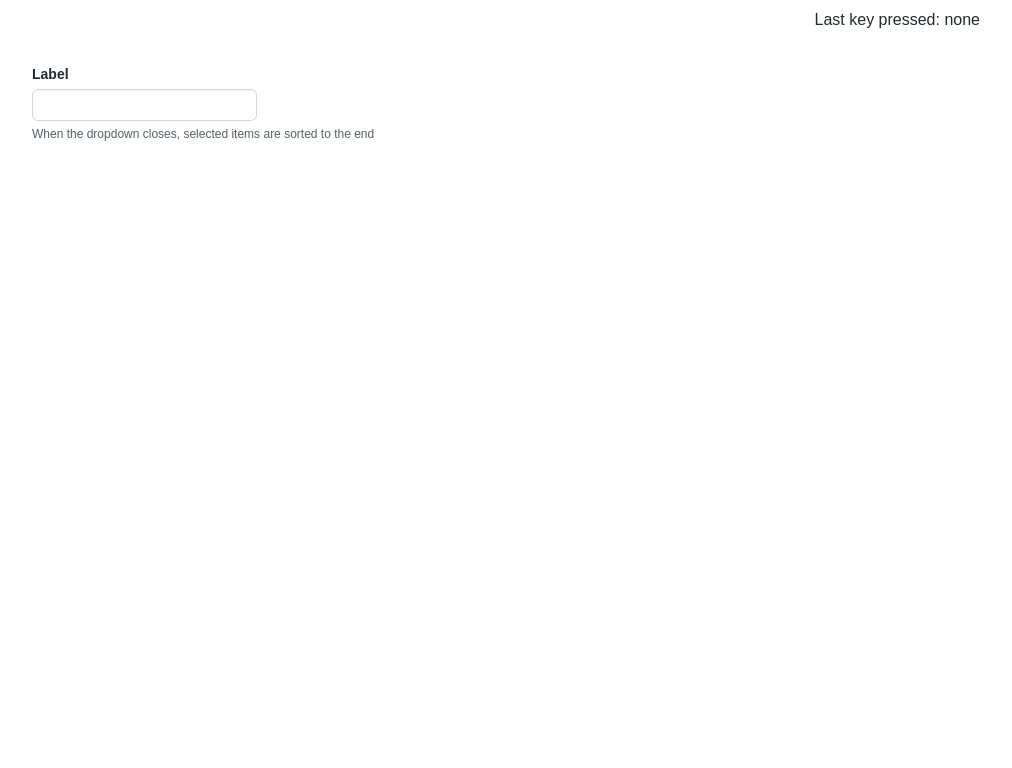 Last key pressed: none
Label
When the dropdown closes, selected items are sorted to the end